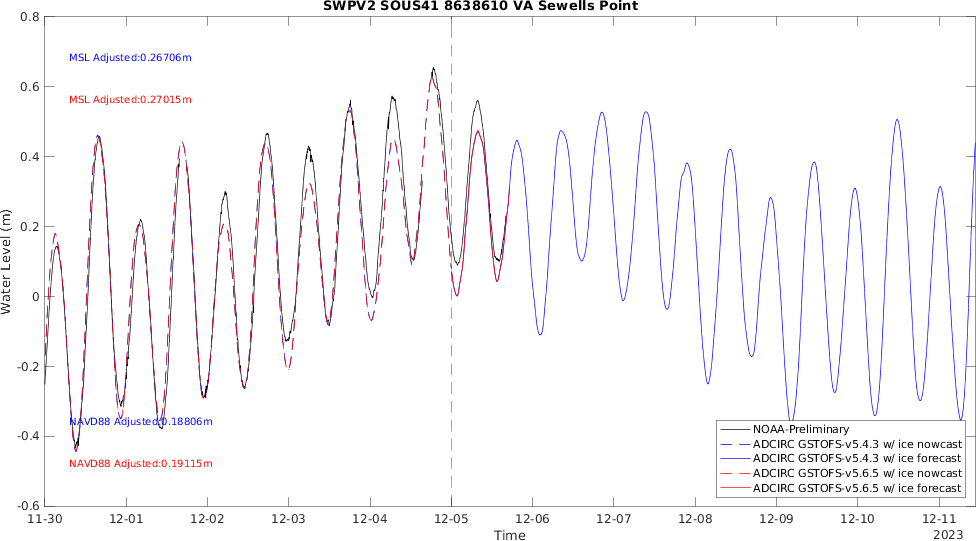 SWPV2 SOUS41 8638610 VA Sewells Point
0.8
0.6
0.4
0.2
0
-0.2
-0.4
-0.6
Water Level (m)
MSL Adjusted:0.26706m
MSL Adjusted:0.27015m
NAVD88 Adjusted:0.18806m
NAVD88 Adjusted:0.19115m
NOAA-Preliminary
ADCIRC GSTOFS-v5.4.3 w/ ice nowcast
ADCIRC GSTOFS-v5.4.3 w/ ice forecast
ADCIRC GSTOFS-v5.6.5 w/ ice nowcast
ADCIRC GSTOFS-v5.6.5 w/ ice forecast
11-30 12-01 12-02 12-03 12-04 12-05 12-06 12-07 12-08 12-09 12-10 12-11
Time
2023